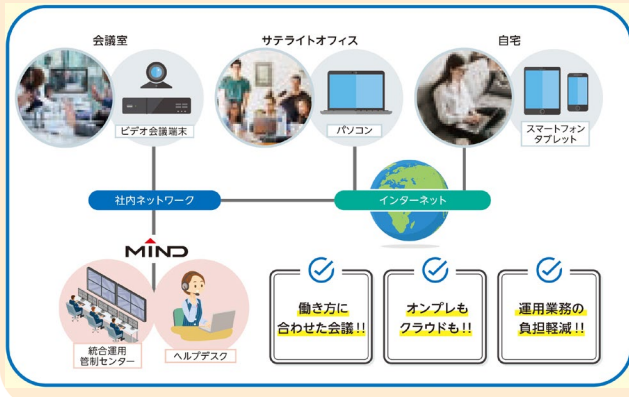 会議室
サテライトオフィス
自宅
ビデオ会議端末
パソコン
スマートフォン
タブレット
社内ネットワーク
インターネット
MIND
統合運用
管制センター
ヘルプデスク
働き方に
合わせた会議!!
オンプレも
クラウドも!!
運用業務の
負担軽減!!